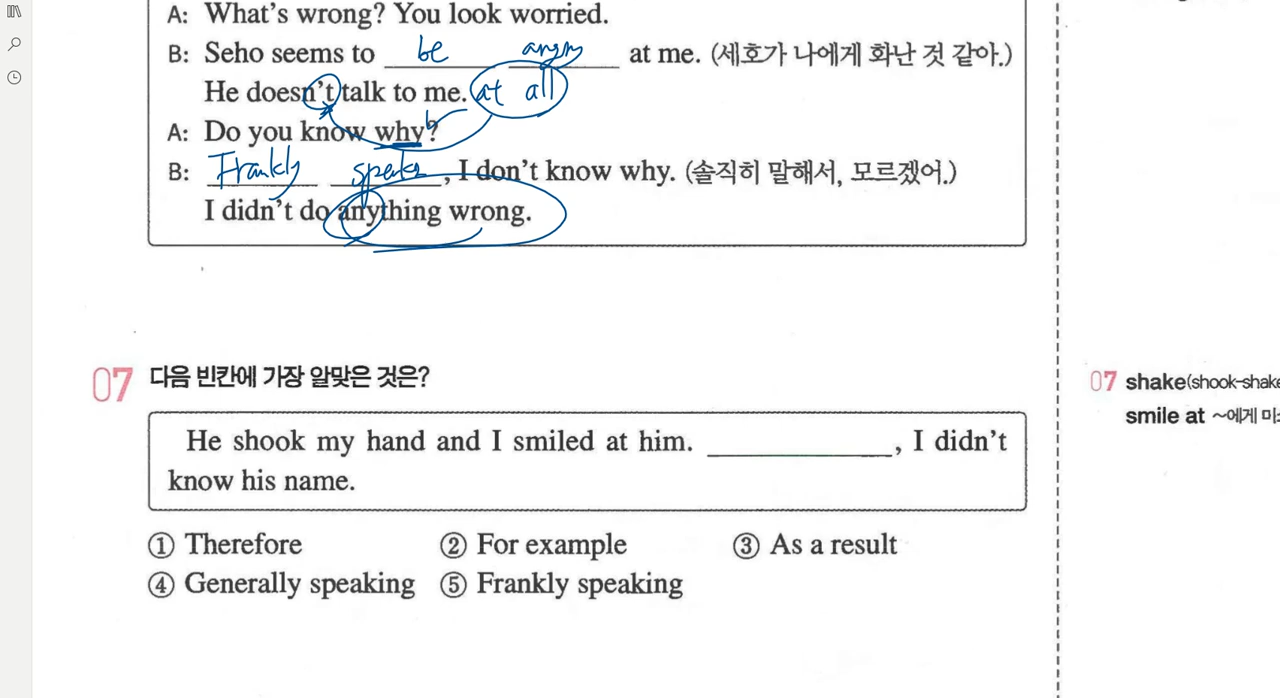 A: What's wrong? You look worried.
B: Seho seems to be angry at me. (세호가 나에게 화난 것 같아.)
He doesn't talk to me. at all
A: Do you know why?
B: Frankly , I don't know why. (솔직히 말해서, 모르겠어.)
I didn't do anything wrong.
07 다음 빈칸에 가장 알맞은 것은?
He shook my hand and I smiled at him. ____________, I didn't
know his name.
① Therefore ② For example ③ As a result
④ Generally speaking ⑤ Frankly speaking
07 shake(shook-shake
smile at ~에게 미